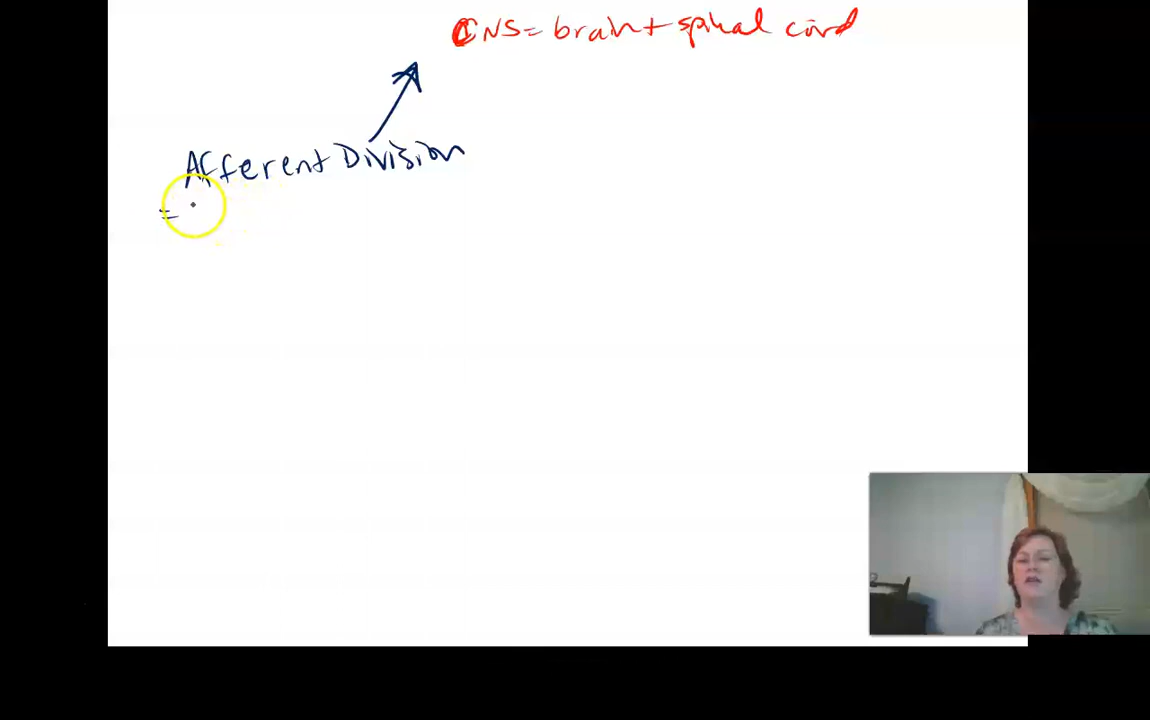 CNS= brain+ spinal cord
Afferent Division
=